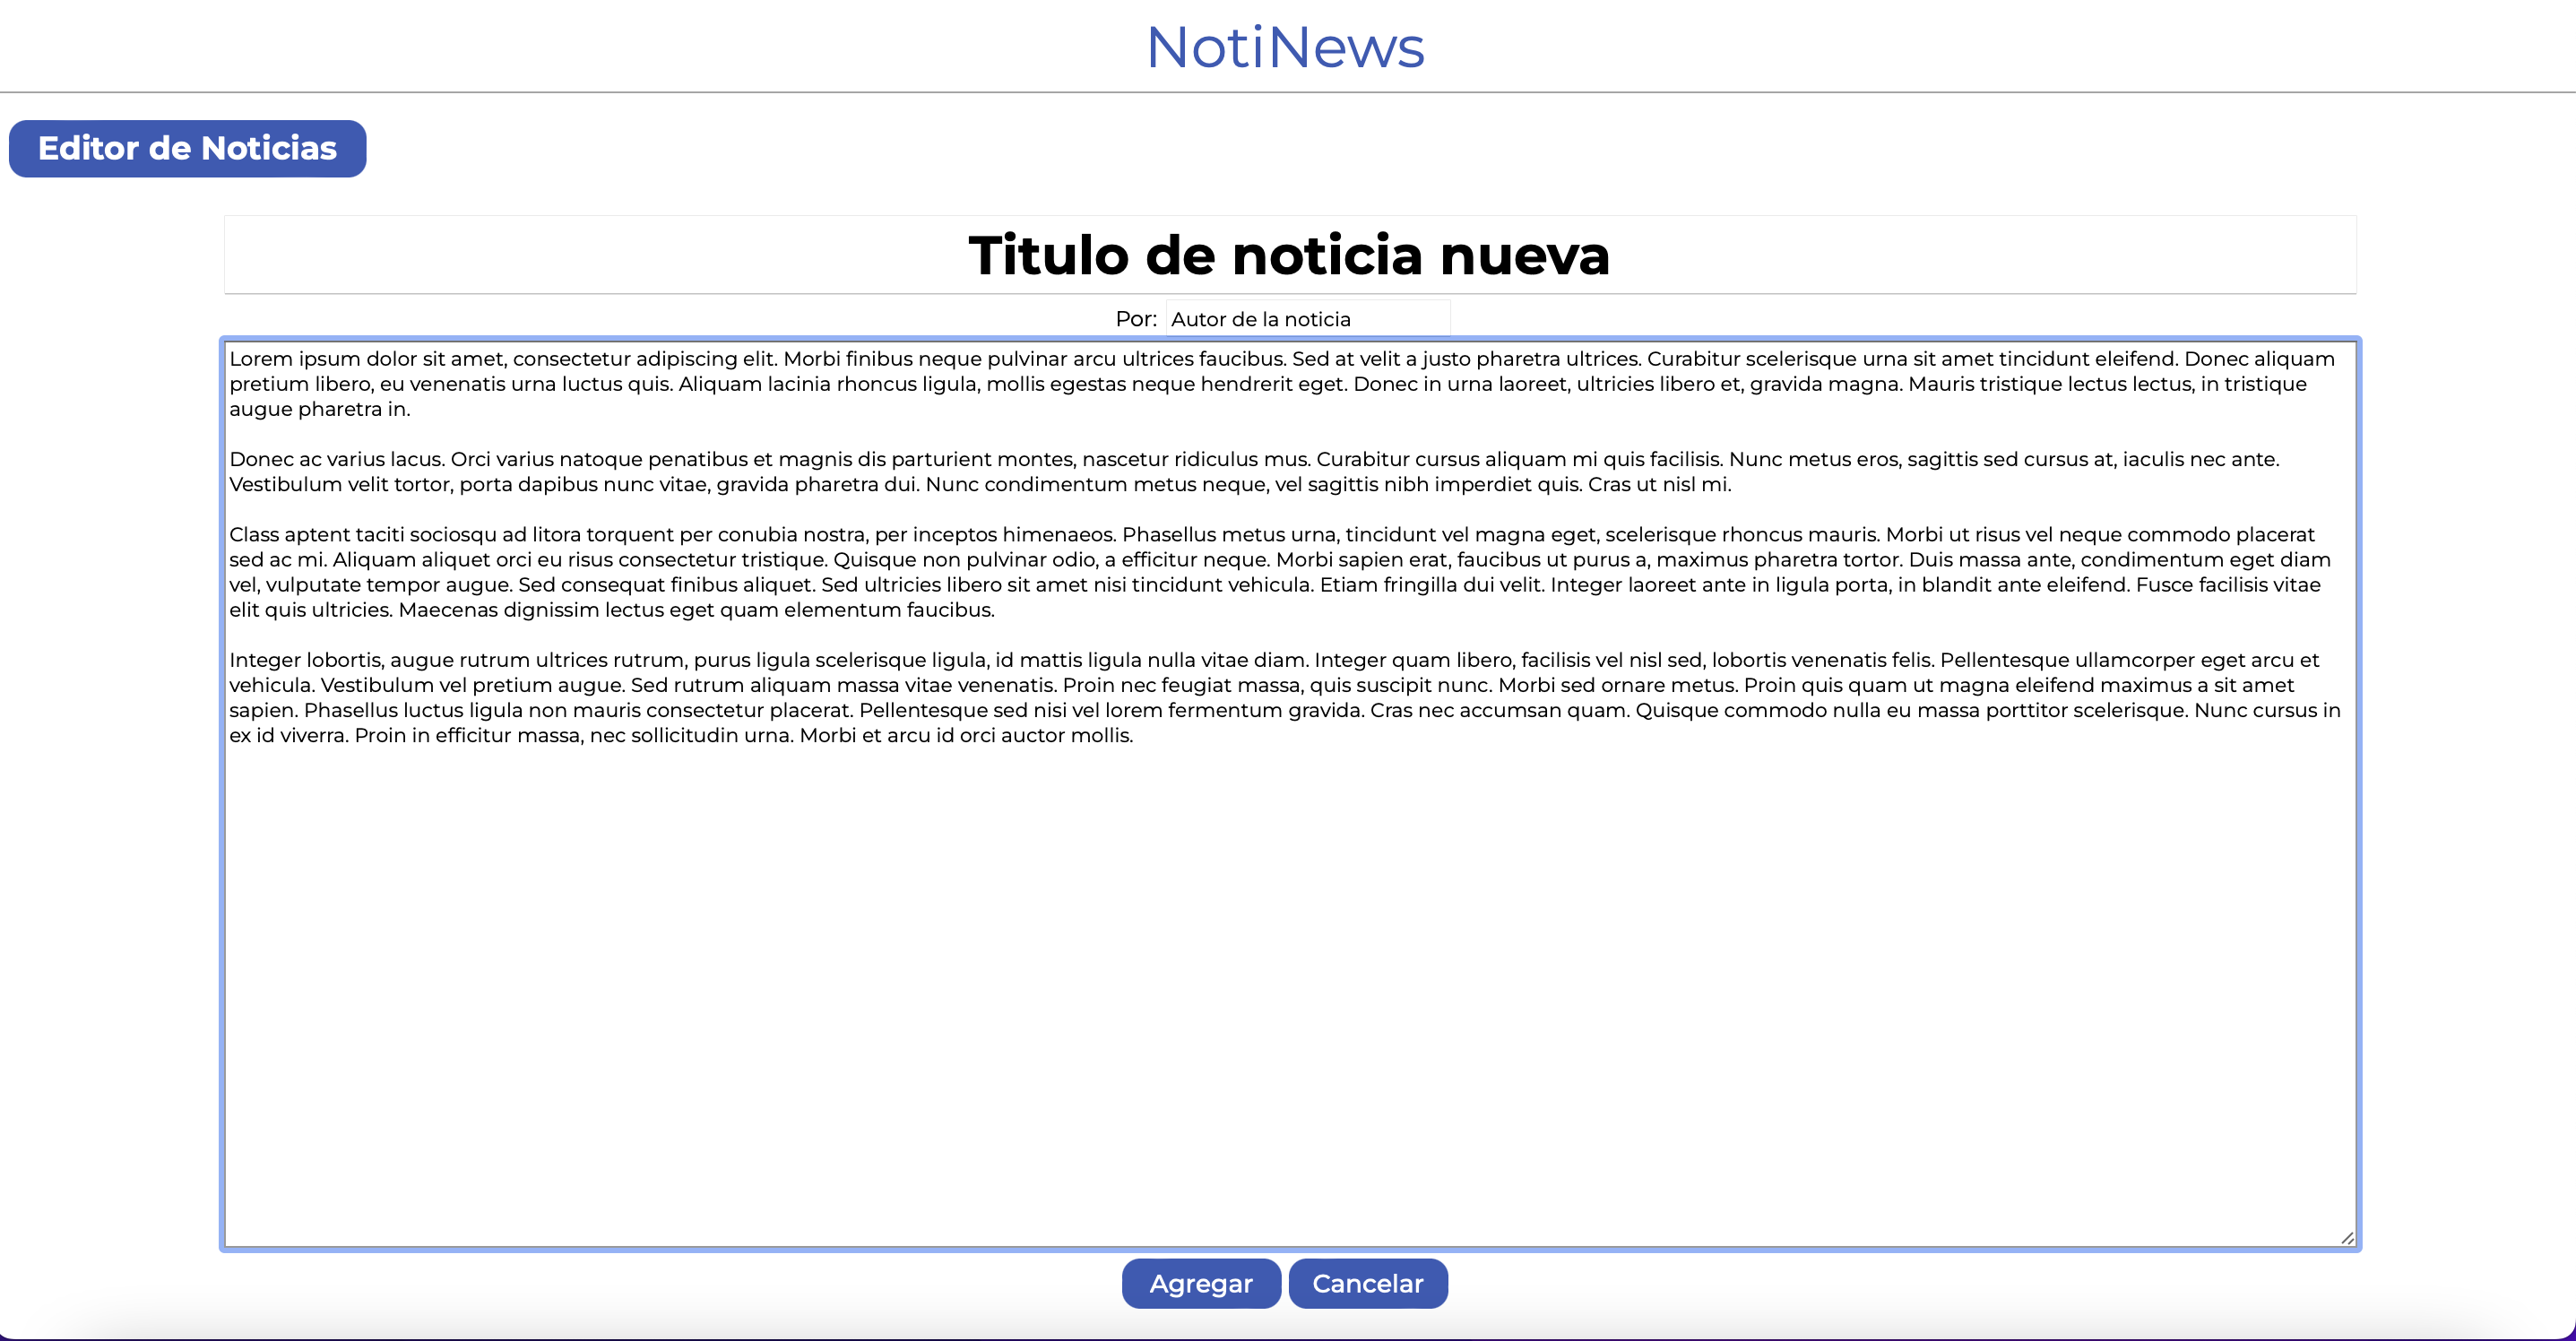 NotiNews
Editor de Noticias
Titulo de noticia nueva
Por: Autor de la noticia
Lorem ipsum dolor sit amet, consectetur adipiscing elit. Morbi finibus neque pulvinar arcu ultrices faucibus. Sed at velit a justo pharetra ultrices. Curabitur scelerisque urna sit amet tincidunt eleifend. Donec aliquam
pretium libero, eu venenatis urna luctus quis. Aliquam lacinia rhoncus ligula, mollis egestas neque hendrerit eget. Donec in urna laoreet, ultricies libero et, gravida magna. Mauris tristique lectus lectus, in tristique
augue pharetra in.
Donec ac varius lacus. Orci varius natoque penatibus et magnis dis parturient montes, nascetur ridiculus mus. Curabitur cursus aliquam mi quis facilisis. Nunc metus eros, sagittis sed cursus at, iaculis nec ante.
Vestibulum velit tortor, porta dapibus nunc vitae, gravida pharetra dui. Nunc condimentum metus neque, vel sagittis nibh imperdiet quis. Cras ut nisl mi.
Class aptent taciti sociosqu ad litora torquent per conubia nostra, per inceptos himenaeos. Phasellus metus urna, tincidunt vel magna eget, scelerisque rhoncus mauris. Morbi ut risus vel neque commodo placerat
sed ac mi. Aliquam aliquet orci eu risus consectetur tristique. Quisque non pulvinar odio, a efficitur neque. Morbi sapien erat, faucibus ut purus a, maximus pharetra tortor. Duis massa ante, condimentum eget diam
vel, vulputate tempor augue. Sed consequat finibus aliquet. Sed ultricies libero sit amet nisi tincidunt vehicula. Etiam fringilla dui velit. Integer laoreet ante in ligula porta, in blandit ante eleifend. Fusce facilisis vitae
elit quis ultricies. Maecenas dignissim lectus eget quam elementum faucibus.
Integer lobortis, augue rutrum ultrices rutrum, purus ligula scelerisque ligula, id mattis ligula nulla vitae diam. Integer quam libero, facilisis vel nisl sed, lobortis venenatis felis. Pellentesque ullamcorper eget arcu et
vehicula. Vestibulum vel pretium augue. Sed rutrum aliquam massa vitae venenatis. Proin nec feugiat massa, quis suscipit nunc. Morbi sed ornare metus. Proin quis quam ut magna eleifend maximus a sit amet
sapien. Phasellus luctus ligula non mauris consectetur placerat. Pellentesque sed nisi vel lorem fermentum gravida. Cras nec accumsan quam. Quisque commodo nulla eu massa porttitor scelerisque. Nunc cursus in
ex id viverra. Proin in efficitur massa, nec sollicitudin urna. Morbi et arcu id orci auctor mollis.
Agregar Cancelar